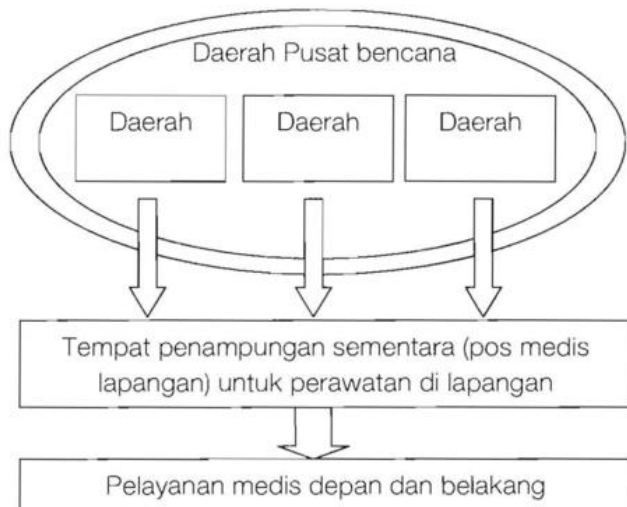 Daerah Pusat bencana
Daerah
Daerah
Daerah
Tempat penampungan sementara (pos medis
lapangan) untuk perawatan di lapangan
Pelayanan medis depan dan belakang